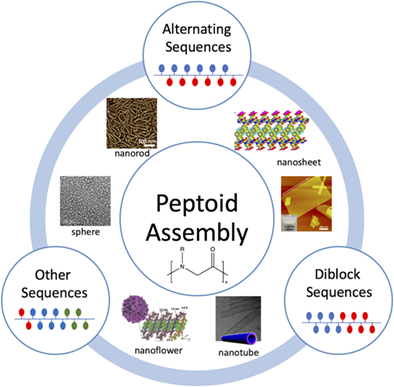 Alternating
Sequences
nanorod
nanosheet
sphere
Peptoid
Assembly
R
N
O
n
Other
Sequences
Diblock
Sequences
nanoflower
nanotube